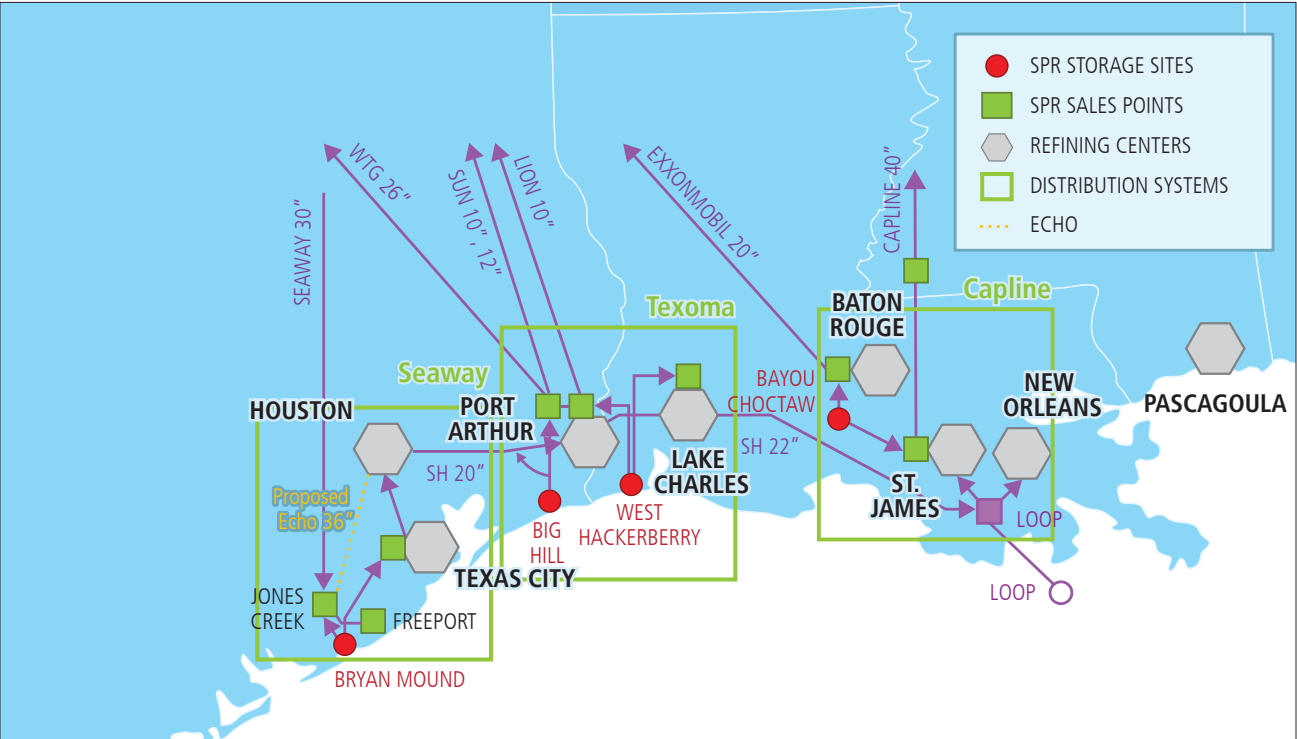 SPR STORAGE SITES
SPR SALES POINTS
REFINING CENTERS
DISTRIBUTION SYSTEMS
ECHO
WTG 26”
SUN 10” , 12”
LION 10”
EXXONMOBIL 20”
CAPLINE 40”
SEAWAY 30”
Capline
BATON
ROUGE
Texoma
Seaway
BAYOU
CHOCTAW
NEW
ORLEANS
PASCAGOULA
HOUSTON
PORT
ARTHUR
SH 20”
LAKE
CHARLES
SH 22”
ST.
JAMES
LOOP
Proposed
Echo 36”
WEST
HACKERBERRY
BIG
HILL
TEXAS CITY
LOOP
JONES
CREEK
FREEPORT
BRYAN MOUND